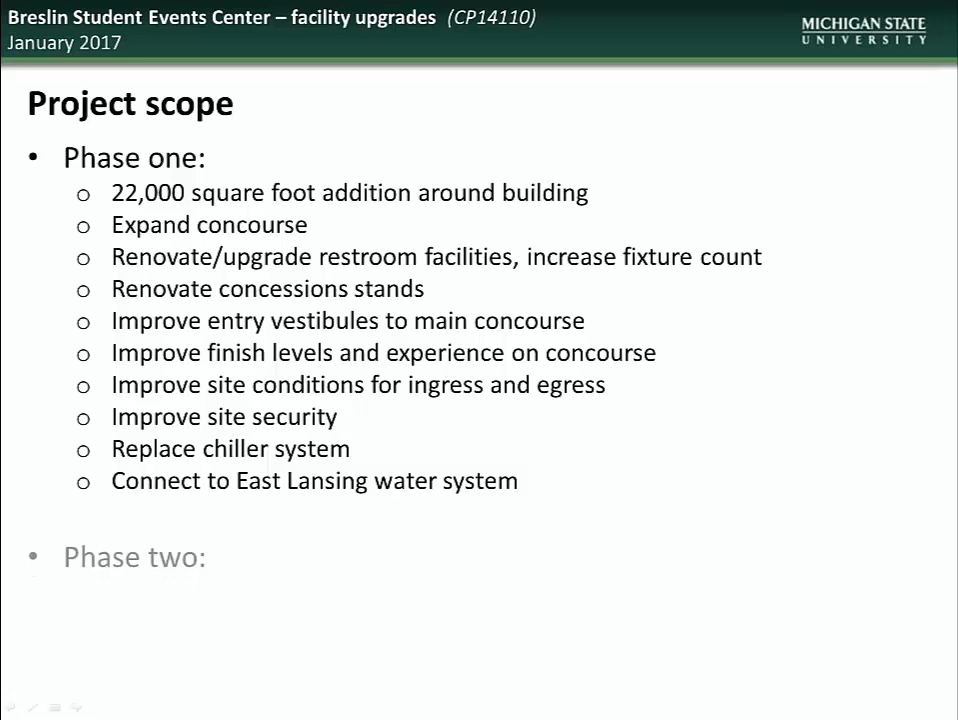 Breslin Student Events Center – facility upgrades (CP14110)
January 2017
MICHIGAN STATE
UNIVERSITY
Project scope
• Phase one:
o 22,000 square foot addition around building
o Expand concourse
o Renovate/upgrade restroom facilities, increase fixture count
o Renovate concessions stands
o Improve entry vestibules to main concourse
o Improve finish levels and experience on concourse
o Improve site conditions for ingress and egress
o Improve site security
o Replace chiller system
o Connect to East Lansing water system
• Phase two: